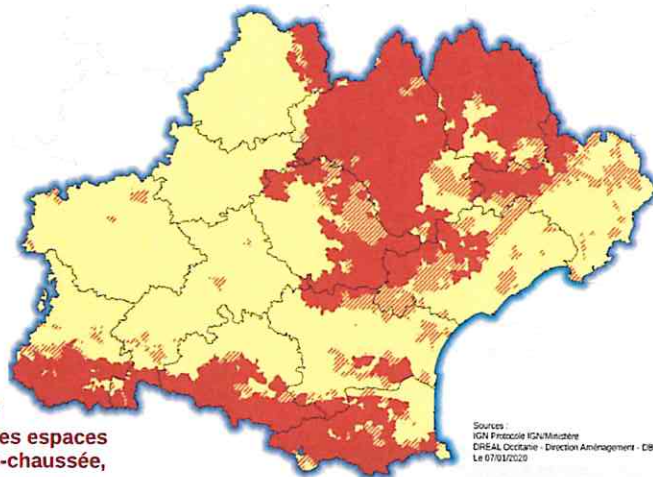 es espaces
-chaussée,
Sources :
IGN Protocole IGN/Ministère
DREAL Occitanie - Direction Aménagement - DB
Le 07/01/2020